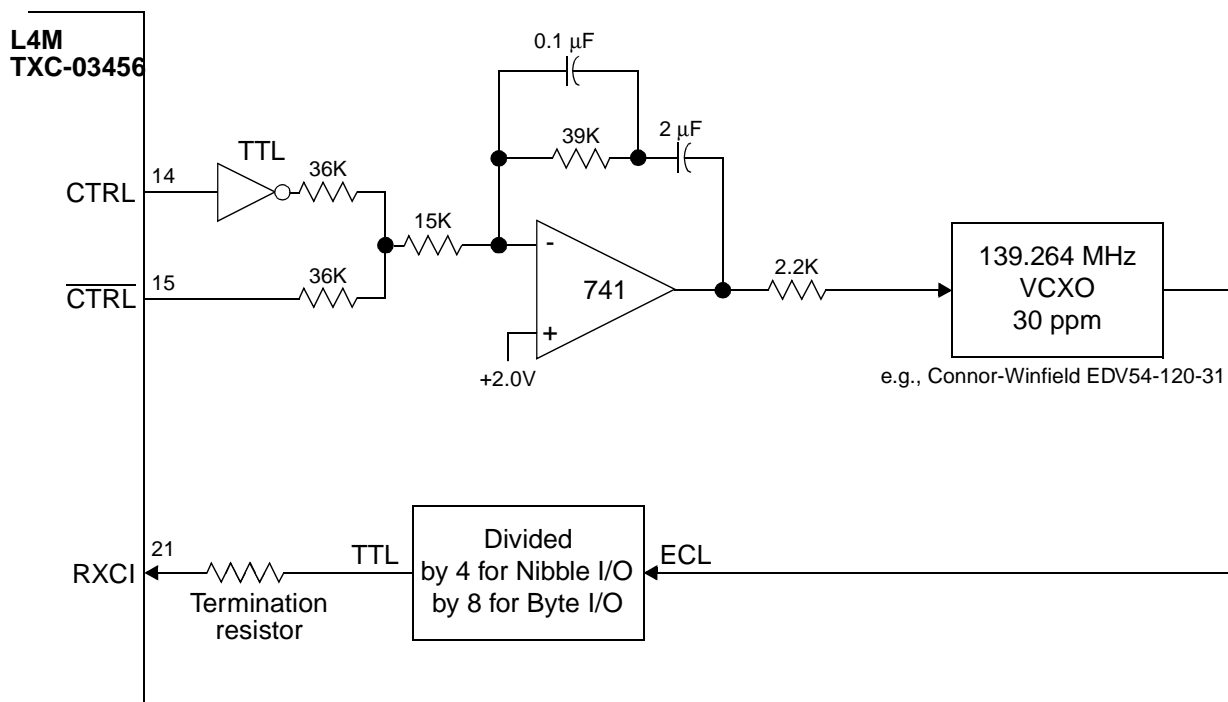 L4M
TXC-03456
0.1 μF
39K
2 μF
TTL
CTRL
14
36K
15K
CTRL
15
36K
-
741
+
+2.0V
2.2K
139.264 MHz
VCXO
30 ppm
e.g., Connor-Winfield EDV54-120-31
RXCI
21
Termination
resistor
TTL
Divided
by 4 for Nibble I/O
by 8 for Byte I/O
ECL